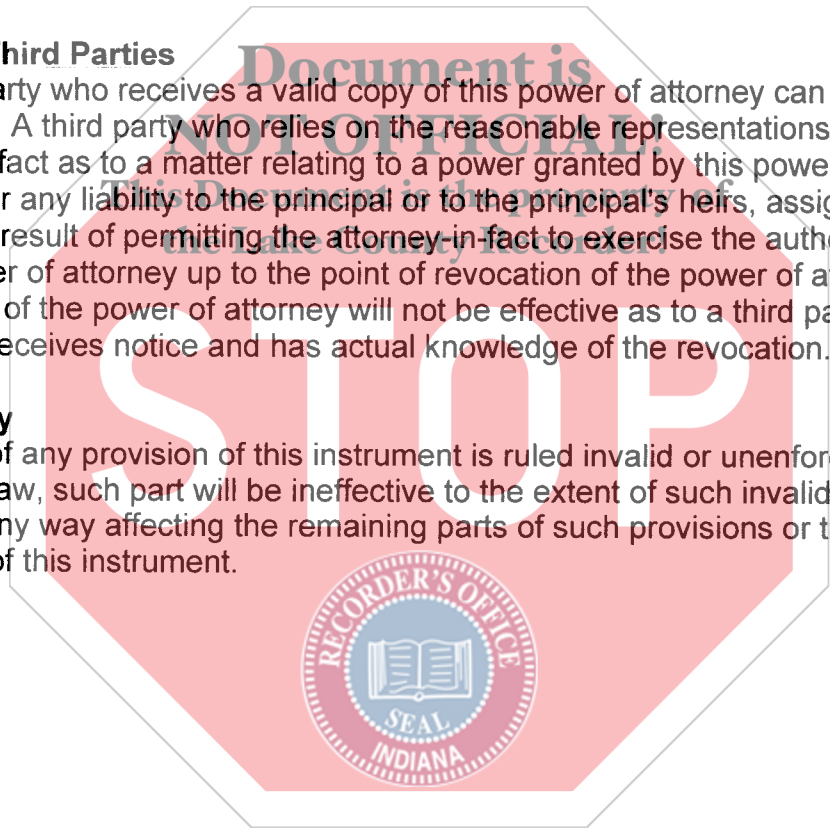 hird Parties
Document is
arty who receives a valid copy of this power of attorney can
A third party who relies on the reasonable representations
NOT OFFICIAL!
fact as to a matter relating to a power granted by this powe
This Document is the property of
r any liability to the principal or to the principal's heirs, assig
result of permitting the attorney-in-fact to exercise the autho
the Lake County Recorder!
er of attorney up to the point of revocation of the power of a
of the power of attorney will not be effective as to a third pa
eceives notice and has actual knowledge of the revocation.
STOP
y
of any provision of this instrument is ruled invalid or unenfor
aw, such part will be ineffective to the extent of such invalid
ny way affecting the remaining parts of such provisions or t
of this instrument.
RECORDER'S OFFICE
SEAL
INDIANA